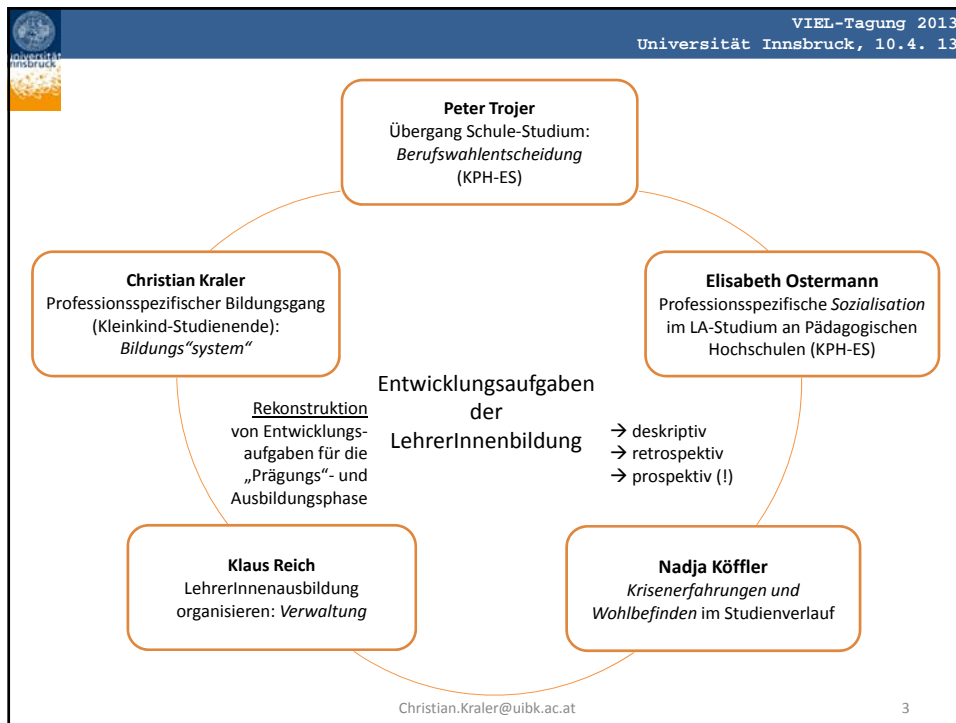 VIEL-Tagung 2013
Universität Innsbruck, 10.4. 13
universität
innsbruck
Peter Trojer
Übergang Schule-Studium:
Berufswahlentscheidung
(KPH-ES)
Christian Kraler
Professionsspezifischer Bildungsgang
(Kleinkind-Studienende):
Bildungs“system“
Elisabeth Ostermann
Professionsspezifische Sozialisation
im LA-Studium an Pädagogischen
Hochschulen (KPH-ES)
Entwicklungsaufgaben
der
LehrerInnenbildung
Rekonstruktion
von Entwicklungs-
aufgaben für die
„Prägungs“- und
Ausbildungsphase
→ deskriptiv
→ retrospektiv
→ prospektiv (!)
Klaus Reich
LehrerInnenausbildung
organisieren: Verwaltung
Nadja Köffler
Krisenerfahrungen und
Wohlbefinden im Studienverlauf
Christian.Kraler@uibk.ac.at
3